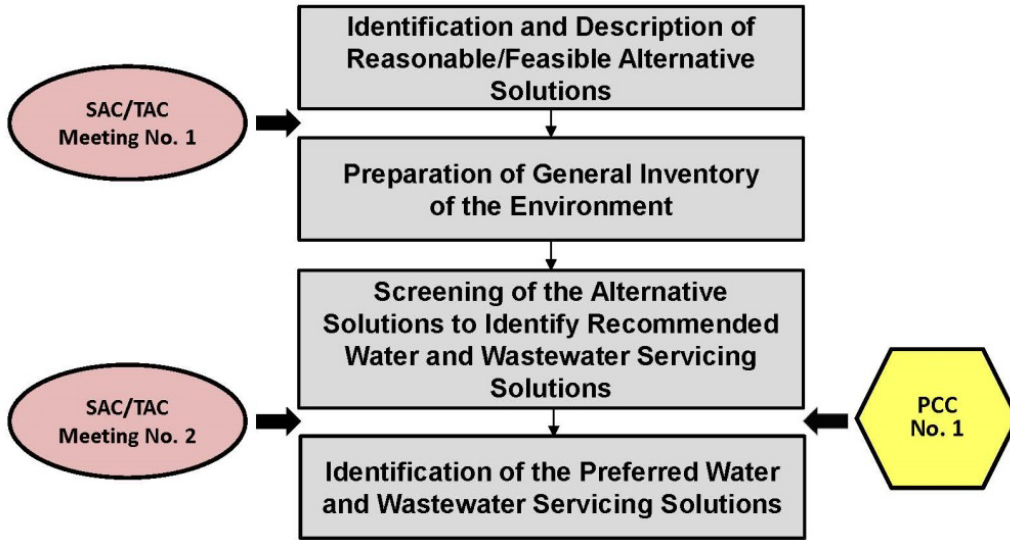 Identification and Description of
Reasonable/Feasible Alternative
Solutions
SAC/TAC
Meeting No. 1
Preparation of General Inventory
of the Environment
Screening of the Alternative
Solutions to Identify Recommended
Water and Wastewater Servicing
Solutions
SAC/TAC
Meeting No. 2
PCC
No. 1
Identification of the Preferred Water
and Wastewater Servicing Solutions